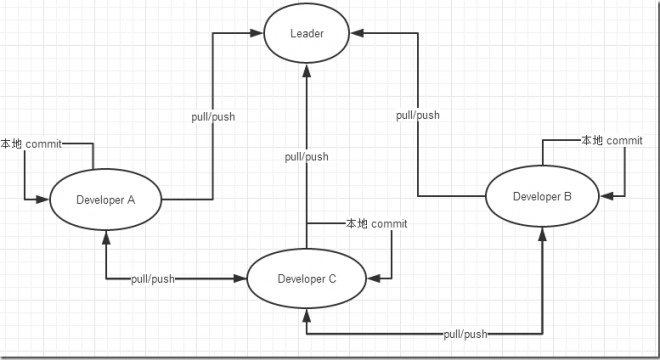 Leader
pull/push
pull/push
本地 commit
本地 commit
pull/push
Developer A
Developer B
本地 commit
pull/push
Developer C
pull/push